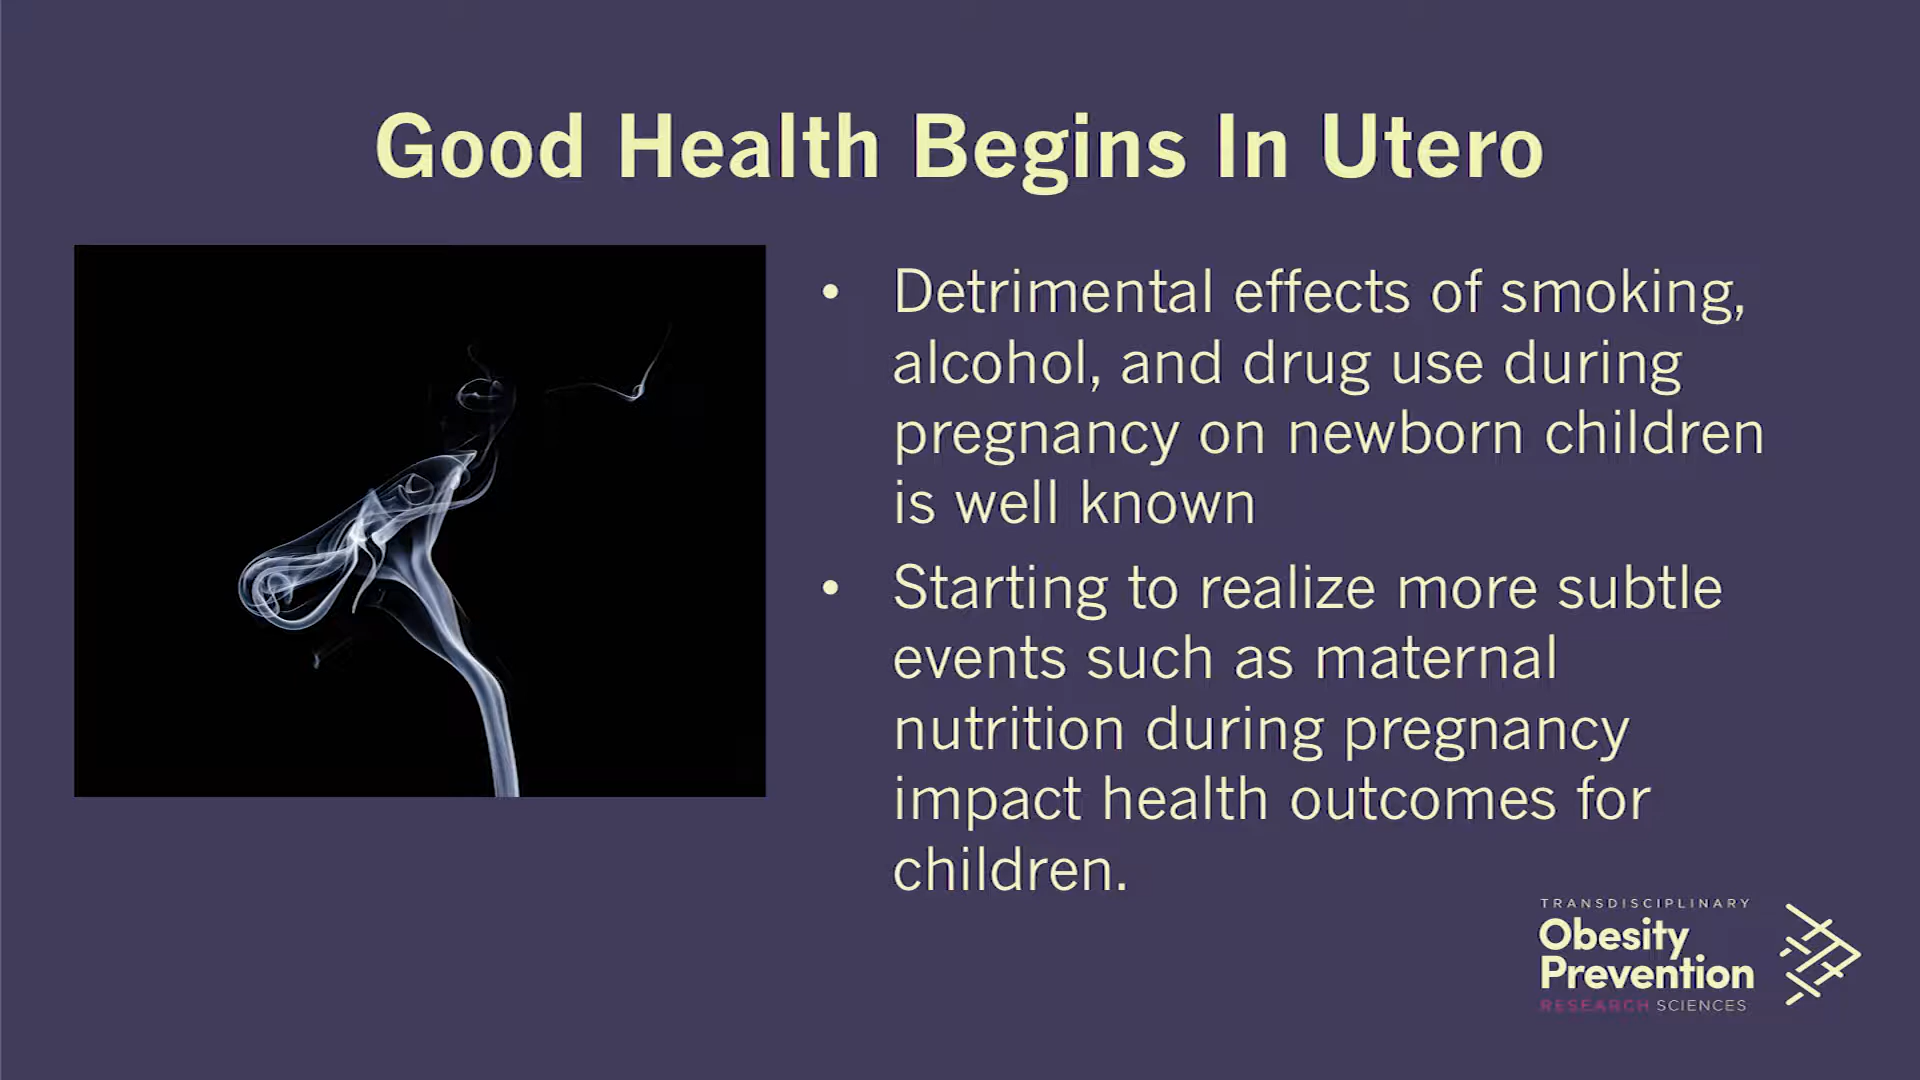 Good Health Begins In Utero
• Detrimental effects of smoking,
alcohol, and drug use during
pregnancy on newborn children
is well known
• Starting to realize more subtle
events such as maternal
nutrition during pregnancy
impact health outcomes for
children.
TRANSDISCIPLINARY
Obesity
Prevention
RESEARCH SCIENCES